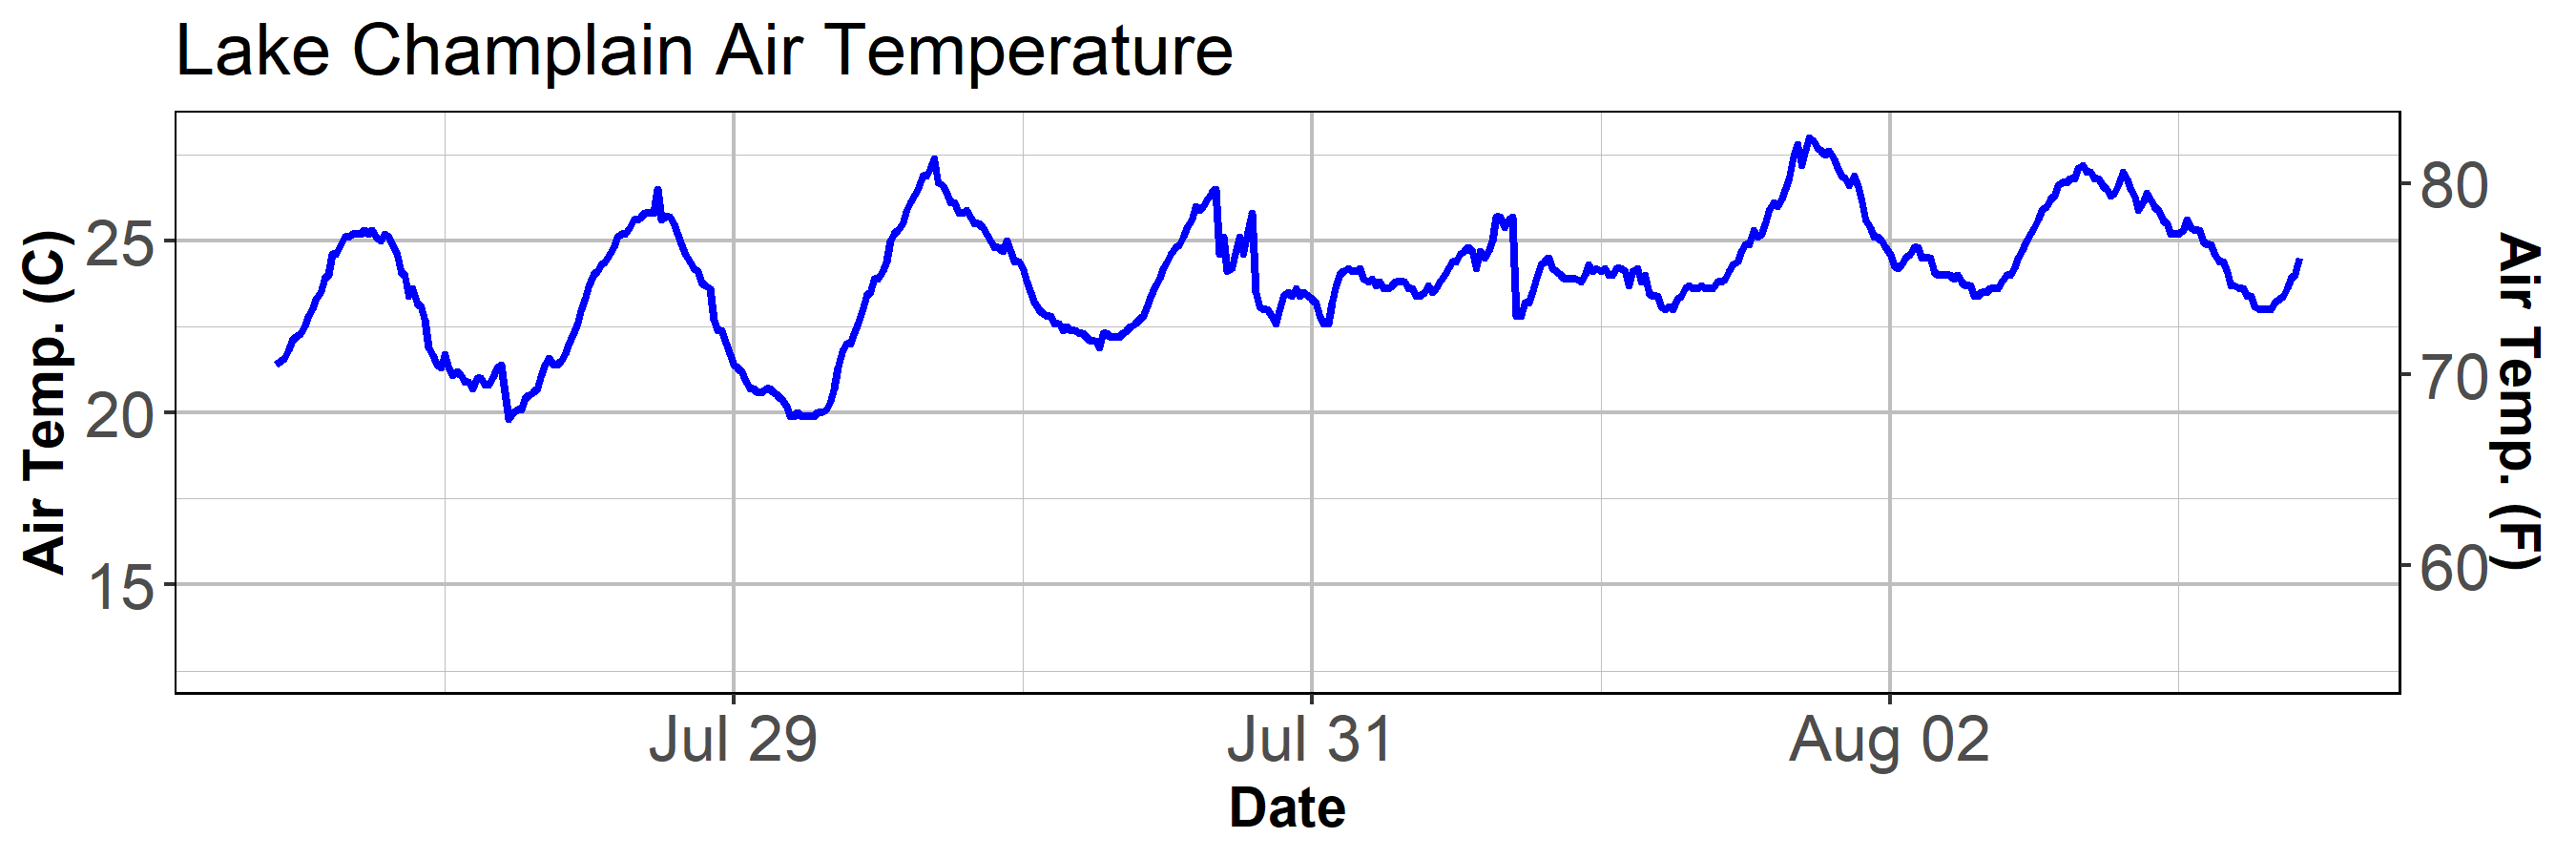 Lake Champlain Air Temperature
Air Temp. (C)
25
20
15
80
70
60
Air Temp. (F)
Jul 29 Jul 31 Aug 02
Date